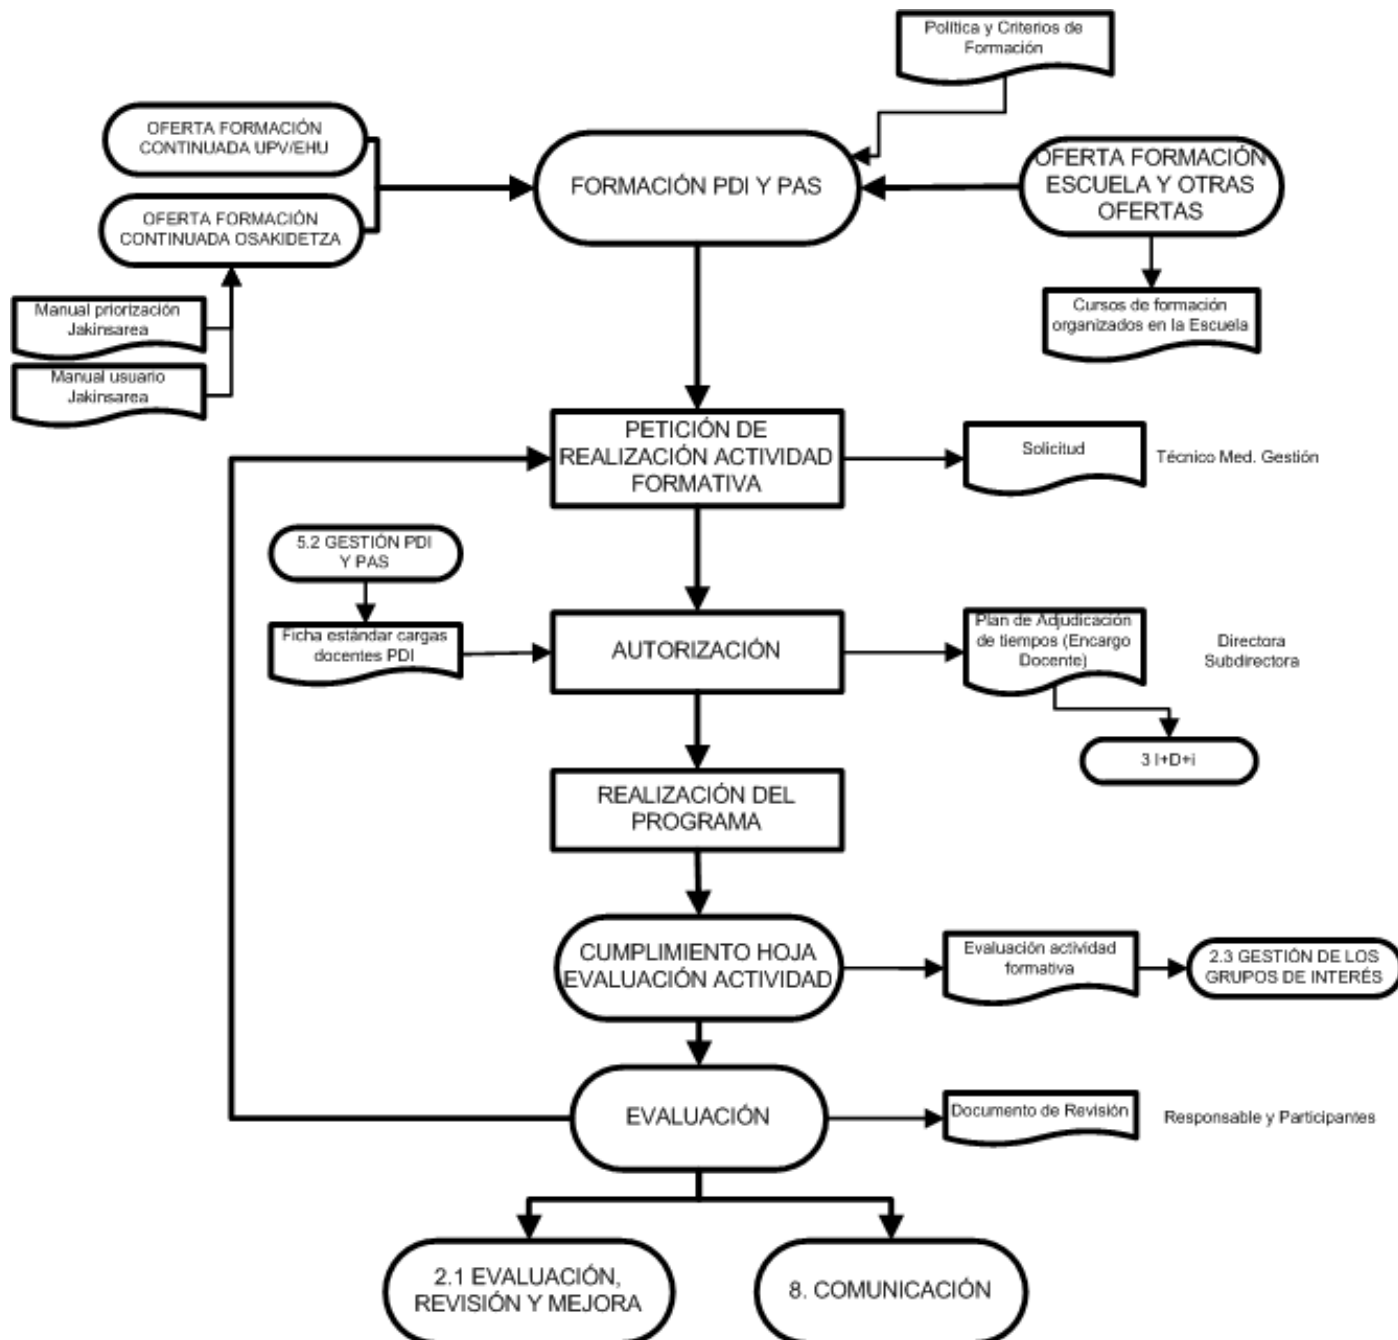 Política y Criterios de
Formación
OFERTA FORMACIÓN
CONTINUADA UPV/EHU
OFERTA FORMACIÓN
CONTINUADA OSAKIDETZA
FORMACIÓN PDI Y PAS
OFERTA FORMACIÓN
ESCUELA Y OTRAS
OFERTAS
Manual priorización
Jakinsarea
Manual usuario
Jakinsarea
Cursos de formación
organizados en la Escuela
PETICIÓN DE
REALIZACIÓN ACTIVIDAD
FORMATIVA
Solicitud
Técnico Med. Gestión
5.2 GESTIÓN PDI
Y PAS
Ficha estándar cargas
docentes PDI
AUTORIZACIÓN
Plan de Adjudicación
de tiempos (Encargo
Docente)
Directora
Subdirectora
3 I+D+i
REALIZACIÓN DEL
PROGRAMA
CUMPLIMIENTO HOJA
EVALUACIÓN ACTIVIDAD
Evaluación actividad
formativa
2.3 GESTIÓN DE LOS
GRUPOS DE INTERÉS
EVALUACIÓN
Documento de Revisión
Responsable y Participantes
2.1 EVALUACIÓN,
REVISIÓN Y MEJORA
8. COMUNICACIÓN